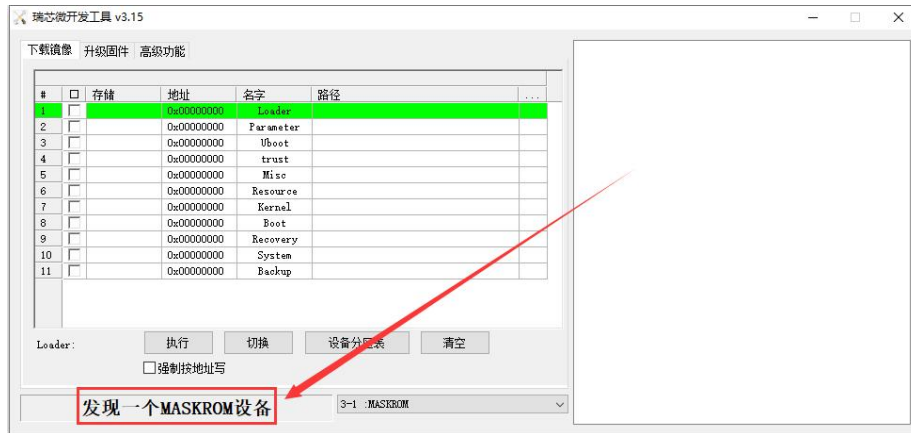 瑞芯微开发工具 v3.15
下载镜像 升级固件 高级功能
# 存储 地址 名字 路径 ...
1 0x00000000 Loader
2 0x00000000 Parameter
3 0x00000000 Uboot
4 0x00000000 trust
5 0x00000000 Misc
6 0x00000000 Resource
7 0x00000000 Kernel
8 0x00000000 Boot
9 0x00000000 Recovery
10 0x00000000 System
11 0x00000000 Backup
Loader: 执行 切换 设备分区表 清空
强制按地址写
发现一个MASKROM设备 3-1 :MASKROM